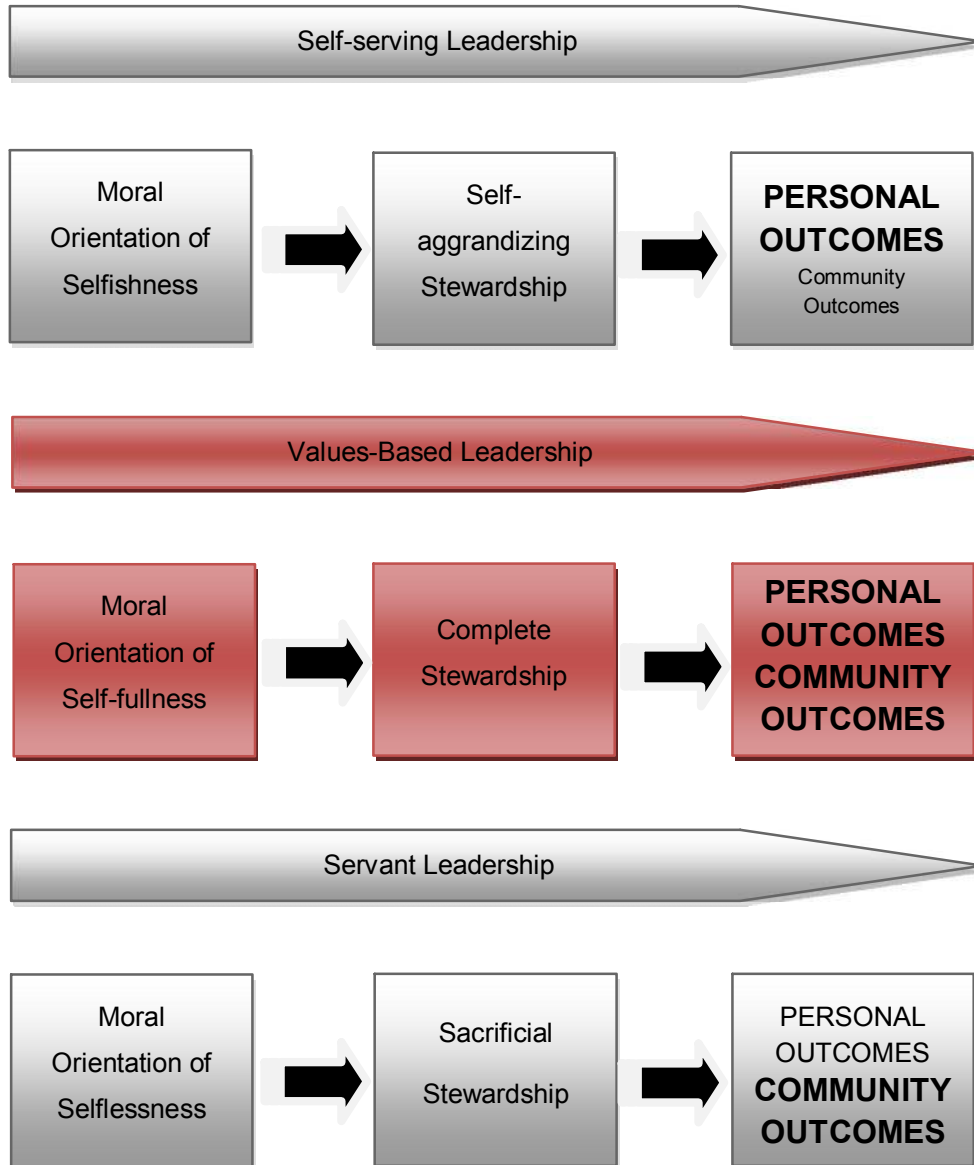 Self-serving Leadership
Moral
Orientation of
Selfishness
Self-
aggrandizing
Stewardship
PERSONAL
OUTCOMES
Community
Outcomes
Values-Based Leadership
Moral
Orientation of
Self-fullness
Complete
Stewardship
PERSONAL
OUTCOMES
COMMUNITY
OUTCOMES
Servant Leadership
Moral
Orientation of
Selflessness
Sacrificial
Stewardship
PERSONAL
OUTCOMES
COMMUNITY
OUTCOMES